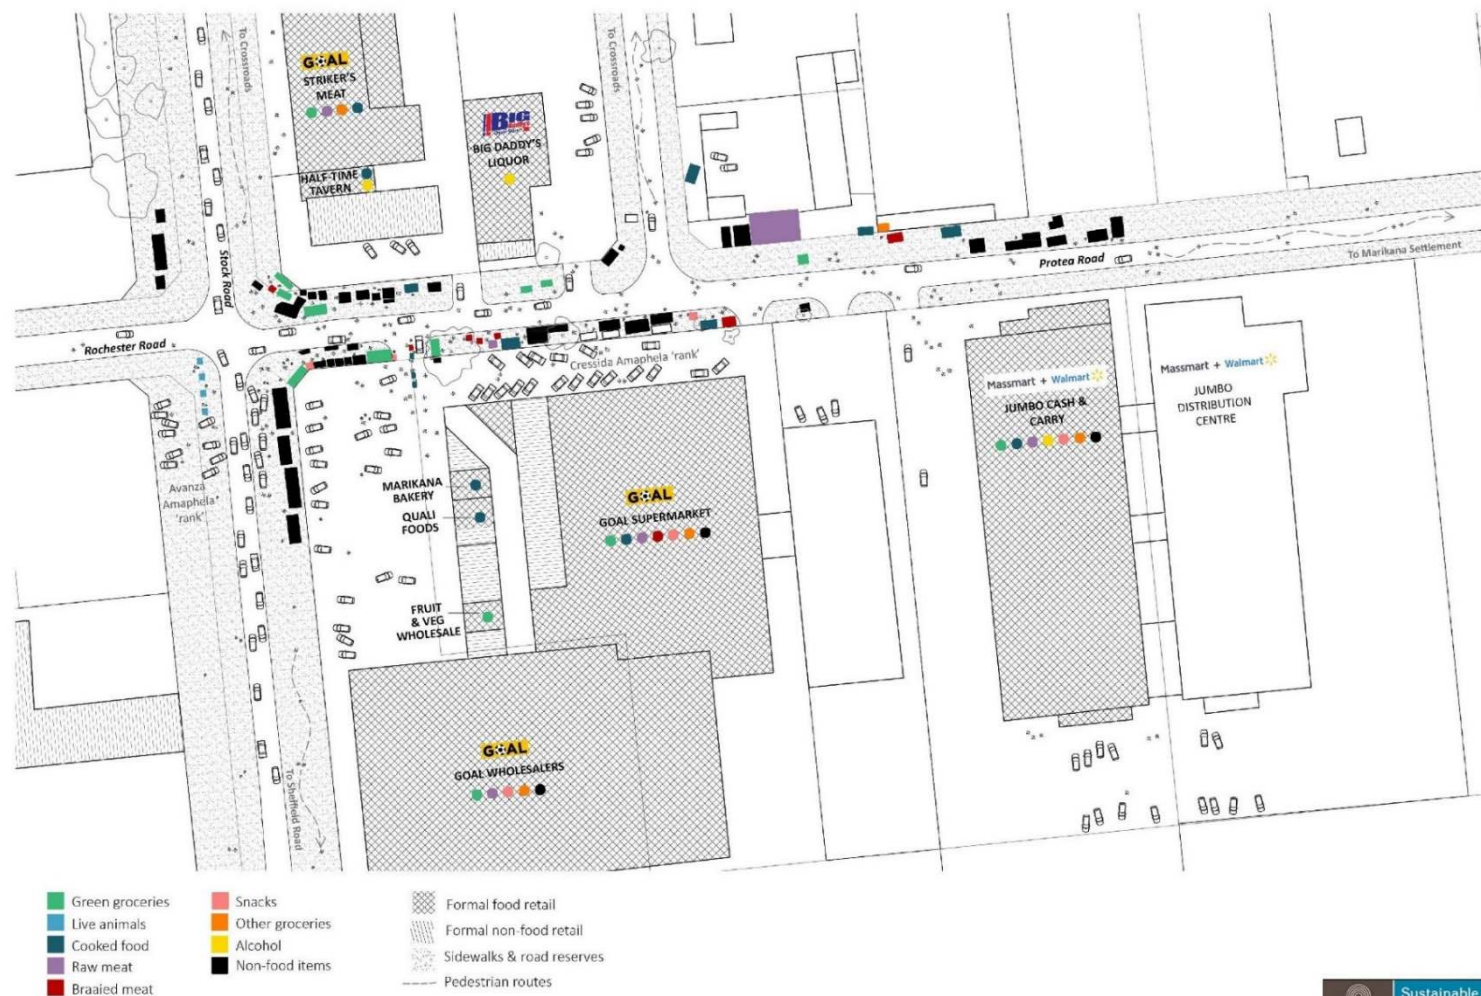 To Crossroads
To Crossroads
GOAL
STRIKER'S
MEAT
BIG
BIG DADDY'S
LIQUOR
HALF-TIME
TAVERN
Stock Road
Protea Road
To Marikana Settlement
Rochester Road
Cressida Amaphela 'rank'
Massmart + Walmart
JUMBO CASH &
CARRY
Massmart + Walmart
JUMBO
DISTRIBUTION
CENTRE
Avanza
Amaphela
'rank'
MARIKANA
BAKERY
QUALI
FOODS
GOAL
GOAL SUPERMARKET
FRUIT
& VEG
WHOLESALE
GOAL
GOAL WHOLESALERS
To Sheffield Road
Green groceries
Live animals
Cooked food
Raw meat
Braaied meat
Snacks
Other groceries
Alcohol
Non-food items
Formal food retail
Formal non-food retail
Sidewalks & road reserves
Pedestrian routes
Sustainable